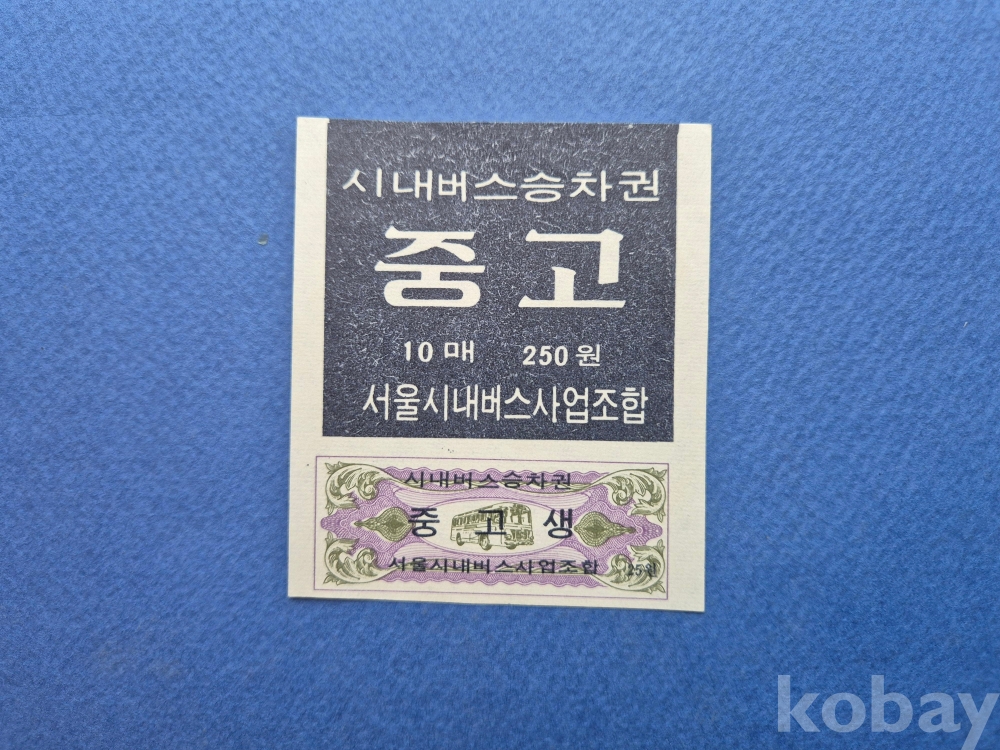 시내버스승차권
중고
10매 250원
서울시내버스사업조합
시내버스승차권
중고생
서울시내버스사업조합 25원
kobay